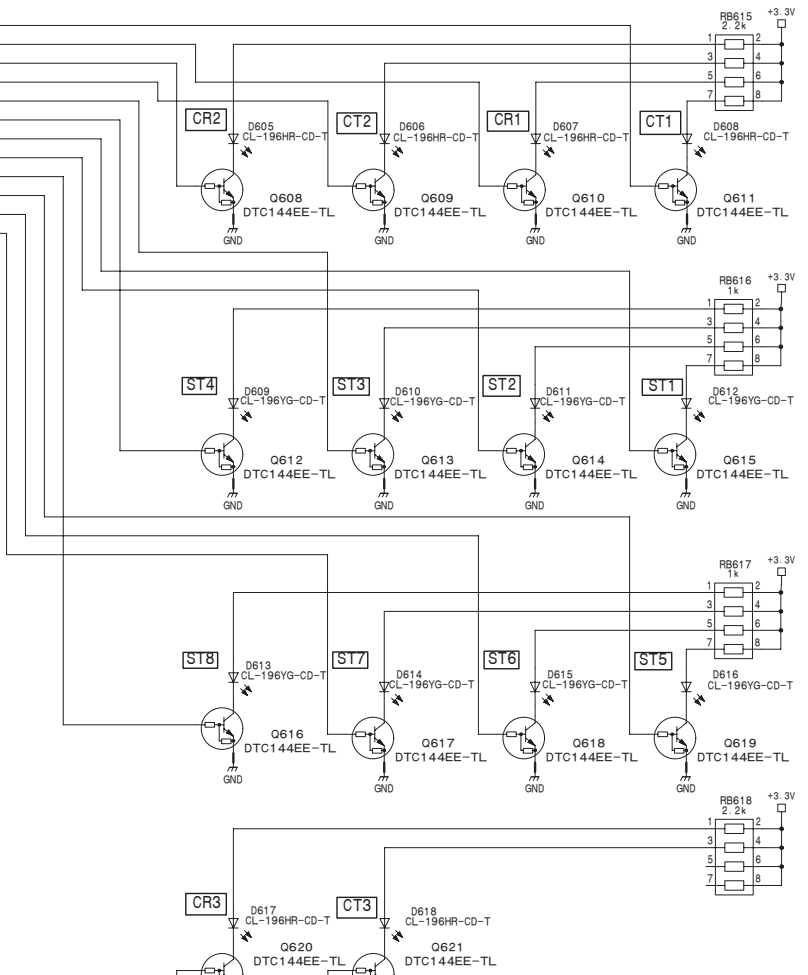 RB615 +3.3V
2.2k
1 2
3 4
5 6
7 8
CR2 CT2 CR1 CT1
D605 D606 D607 D608
CL-196HR-CD-T CL-196HR-CD-T CL-196HR-CD-T CL-196HR-CD-T
Q608 Q609 Q610 Q611
DTC144EE-TL DTC144EE-TL DTC144EE-TL DTC144EE-TL
GND GND GND GND
RB616 +3.3V
1k
1 2
3 4
5 6
7 8
ST4 ST3 ST2 ST1
D609 D610 D611 D612
CL-196YG-CD-T CL-196YG-CD-T CL-196YG-CD-T CL-196YG-CD-T
Q612 Q613 Q614 Q615
DTC144EE-TL DTC144EE-TL DTC144EE-TL DTC144EE-TL
GND GND GND GND
RB617 +3.3V
1k
1 2
3 4
5 6
7 8
ST8 ST7 ST6 ST5
D613 D614 D615 D616
CL-196YG-CD-T CL-196YG-CD-T CL-196YG-CD-T CL-196YG-CD-T
Q616 Q617 Q618 Q619
DTC144EE-TL DTC144EE-TL DTC144EE-TL DTC144EE-TL
GND GND GND GND
RB618 +3.3V
2.2k
1 2
3 4
5 6
7 8
CR3 CT3
D617 D618
CL-196HR-CD-T CL-196HR-CD-T
Q620 Q621
DTC144EE-TL DTC144EE-TL